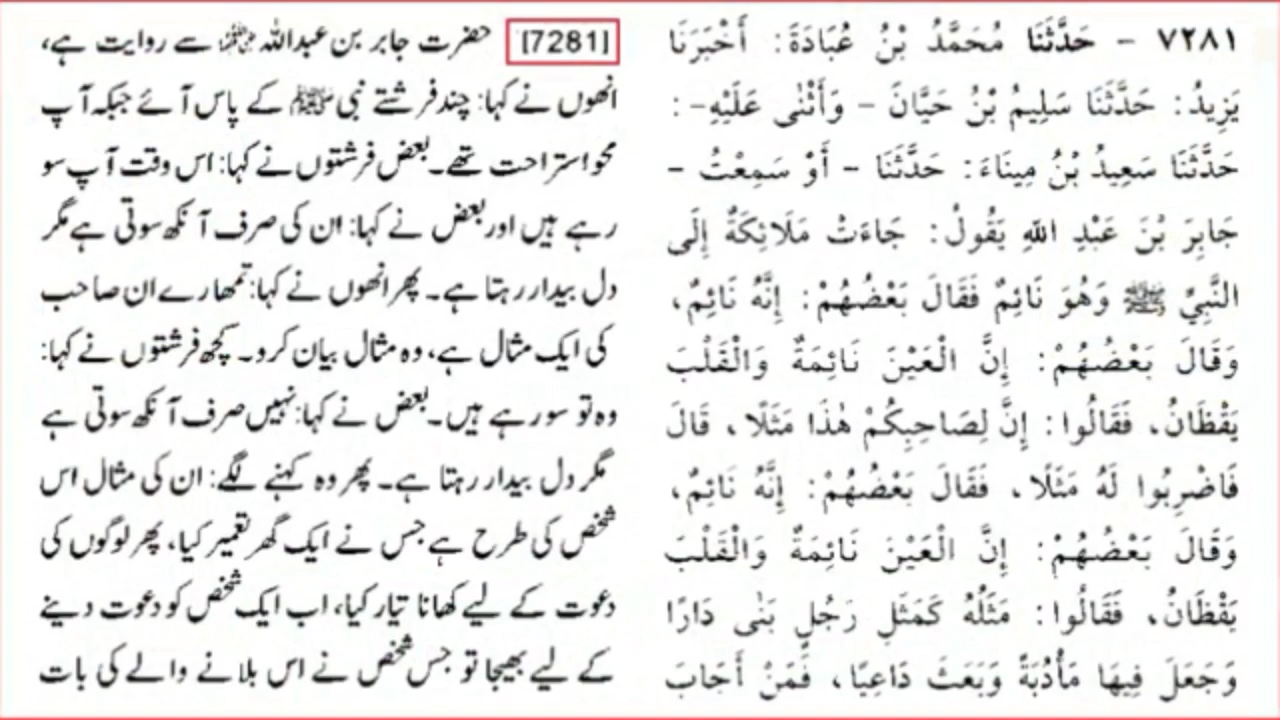 ٧٢٨١ - حَدَّثَنَا مُحَمَّدُ بْنُ عُبَادَةَ: أَخْبَرَنَا
يَزِيدُ: حَدَّثَنَا سَلِيمُ بْنُ حَيَّانَ - وَأَثْنٰى عَلَيْهِ-:
حَدَّثَنَا سَعِيدُ بْنُ مِينَاءَ: حَدَّثَنَا - أَوْ سَمِعْتُ -
جَابِرَ بْنَ عَبْدِ اللهِ يَقُولُ: جَاءَتْ مَلَائِكَةٌ إِلَى
النَّبِيِّ ﷺ وَهُوَ نَائِمٌ فَقَالَ بَعْضُهُمْ: إِنَّهُ نَائِمٌ،
وَقَالَ بَعْضُهُمْ: إِنَّ الْعَيْنَ نَائِمَةٌ وَالْقَلْبَ
يَقْظَانُ، فَقَالُوا: إِنَّ لِصَاحِبِكُمْ هٰذَا مَثَلًا، قَالَ
فَاضْرِبُوا لَهُ مَثَلًا، فَقَالَ بَعْضُهُمْ: إِنَّهُ نَائِمٌ،
وَقَالَ بَعْضُهُمْ: إِنَّ الْعَيْنَ نَائِمَةٌ وَالْقَلْبَ
يَقْظَانُ، فَقَالُوا: مَثَلُهُ كَمَثَلِ رَجُلٍ بَنٰى دَارًا
وَجَعَلَ فِيهَا مَأْدُبَةً وَبَعَثَ دَاعِيًا، فَمَنْ أَجَابَ
[7281] حضرت جابر بن عبداللہ ؓ سے روایت ہے،
انھوں نے کہا: چند فرشتے نبی ﷺ کے پاس آئے جبکہ آپ
محو استراحت تھے۔ بعض فرشتوں نے کہا: اس وقت آپ سو
رہے ہیں اور بعض نے کہا: ان کی صرف آنکھ سوتی ہے مگر
دل بیدار رہتا ہے۔ پھر انھوں نے کہا: تمھارے ان صاحب
کی ایک مثال ہے، وہ مثال بیان کرو۔ کچھ فرشتوں نے کہا:
وہ تو سو رہے ہیں۔ بعض نے کہا: نہیں صرف آنکھ سوتی ہے
مگر دل بیدار رہتا ہے۔ پھر وہ کہنے لگے: ان کی مثال اس
شخص کی طرح ہے جس نے ایک گھر تعمیر کیا، پھر لوگوں کی
دعوت کے لیے کھانا تیار کیا، اب ایک شخص کو دعوت دینے
کے لیے بھیجا تو جس شخص نے اس بلانے والے کی بات